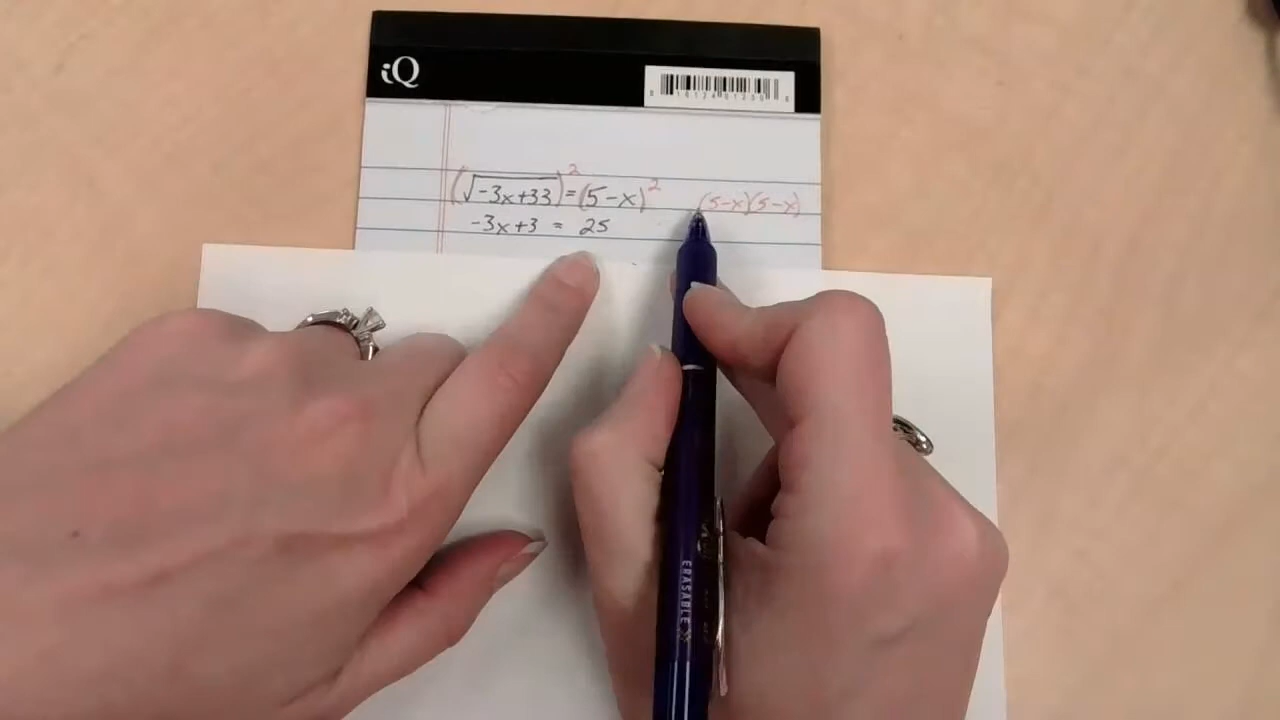 iQ
(√-3x+33)² = (5-x)² (5-x)(5-x)
-3x+3 = 25
ERASABLE